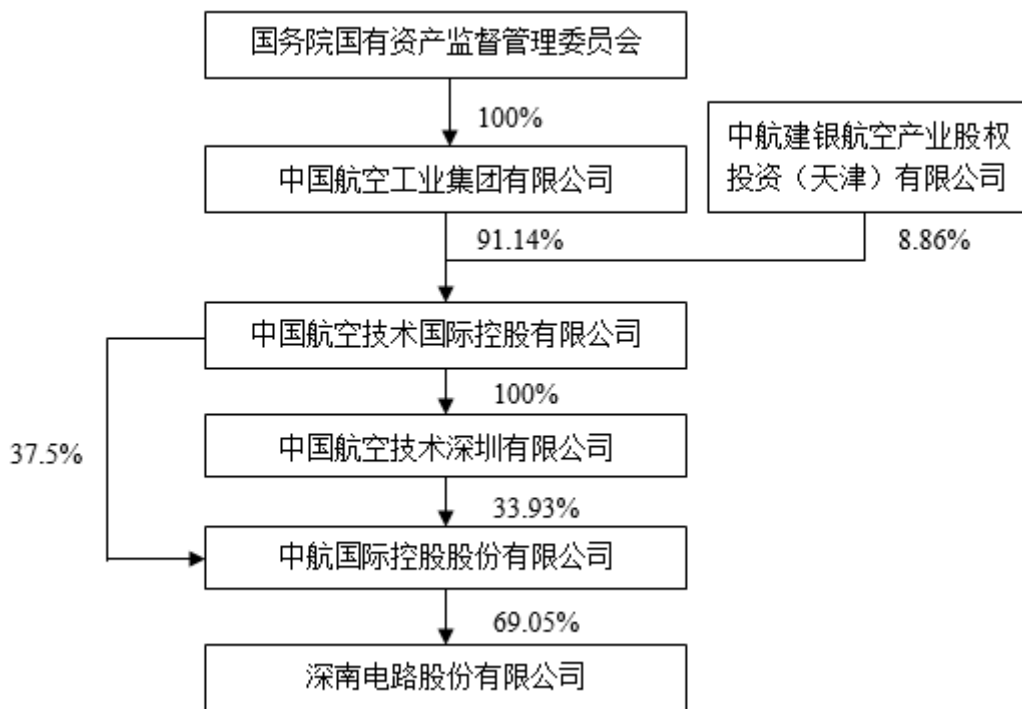 国务院国有资产监督管理委员会
100%
中航建银航空产业股权
投资（天津）有限公司
中国航空工业集团有限公司
91.14%
8.86%
中国航空技术国际控股有限公司
100%
中国航空技术深圳有限公司
37.5%
33.93%
中航国际控股股份有限公司
69.05%
深南电路股份有限公司